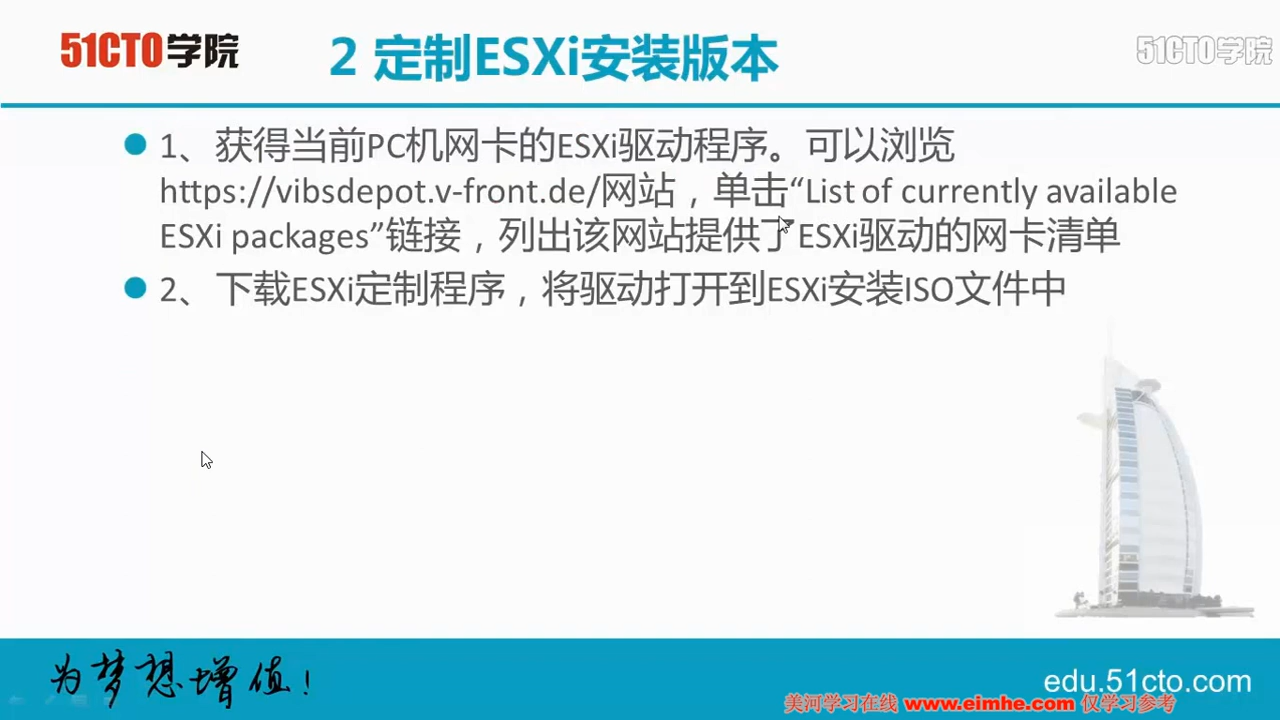 51CTO学院
2 定制ESXi安装版本
51CTO学院
1、获得当前PC机网卡的ESXi驱动程序。可以浏览
https://vibsdepot.v-front.de/网站，单击“List of currently available
ESXi packages”链接，列出该网站提供了ESXi驱动的网卡清单
2、下载ESXi定制程序，将驱动打开到ESXi安装ISO文件中
为梦想增值!
edu.51cto.com
美河学习在线 www.eimhe.com 仅学习参考